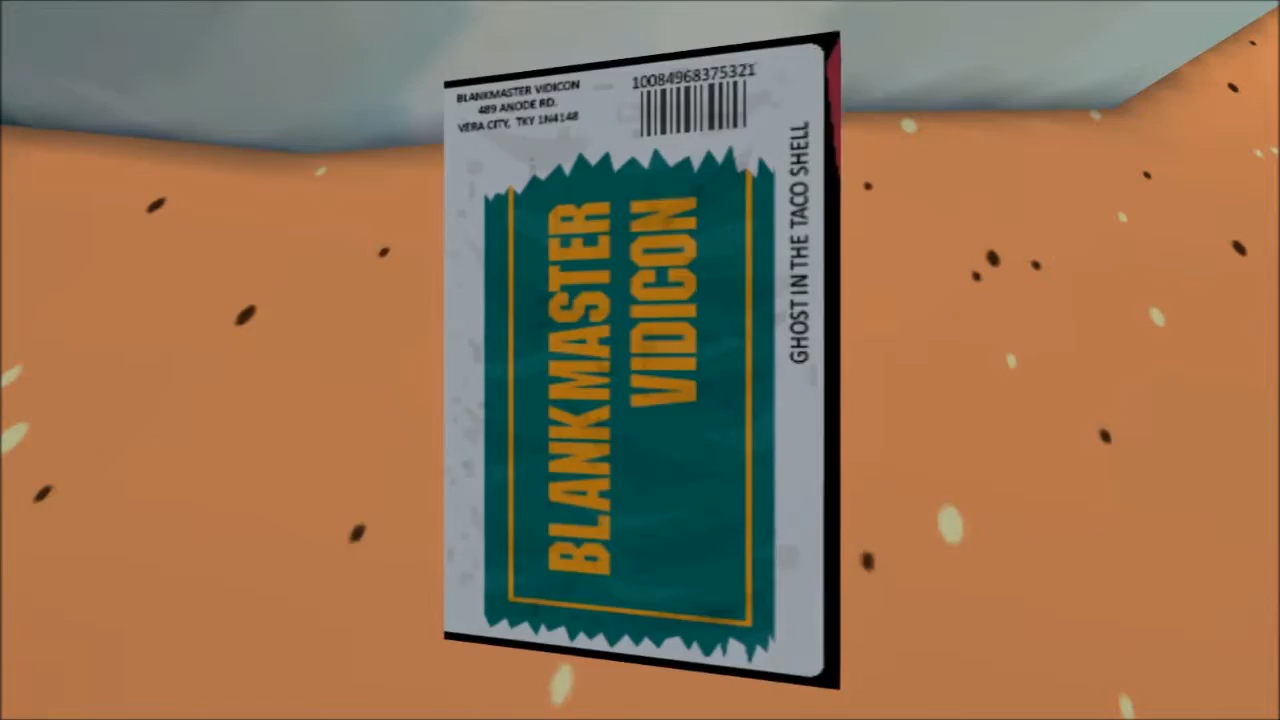 BLANKMASTER VIDICON
489 ANODE RD.
VERA CITY, TKY 1N4148
10084968375321
BLANKMASTER
VIDICON
GHOST IN THE TACO SHELL